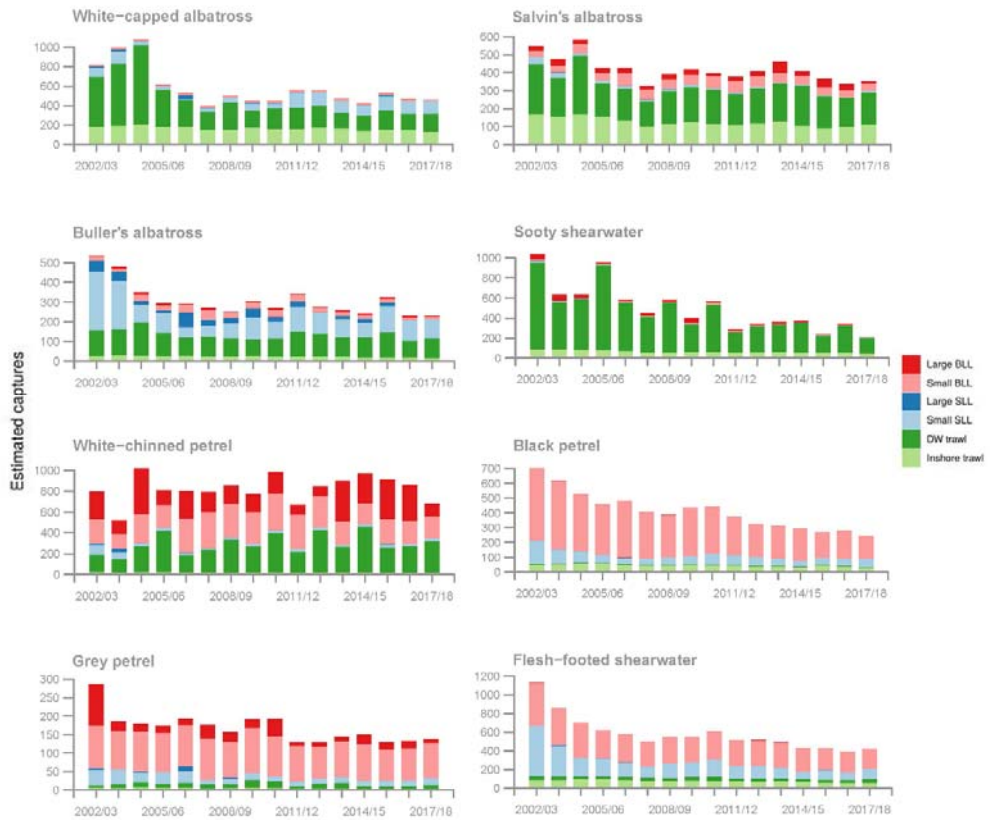 White-capped albatross
1000
800
600
400
200
0
2002/03 2005/06 2008/09 2011/12 2014/15 2017/18
Salvin's albatross
600
500
400
300
200
100
0
2002/03 2005/06 2008/09 2011/12 2014/15 2017/18
Buller's albatross
500
400
300
200
100
0
2002/03 2005/06 2008/09 2011/12 2014/15 2017/18
Sooty shearwater
1000
800
600
400
200
0
2002/03 2005/06 2008/09 2011/12 2014/15 2017/18
Large BLL
Small BLL
Large SLL
Small SLL
DW trawl
Inshore trawl
Estimated captures
White-chinned petrel
1000
800
600
400
200
0
2002/03 2005/06 2008/09 2011/12 2014/15 2017/18
Black petrel
700
600
500
400
300
200
100
0
2002/03 2005/06 2008/09 2011/12 2014/15 2017/18
Grey petrel
300
250
200
150
100
50
0
2002/03 2005/06 2008/09 2011/12 2014/15 2017/18
Flesh-footed shearwater
1200
1000
800
600
400
200
0
2002/03 2005/06 2008/09 2011/12 2014/15 2017/18